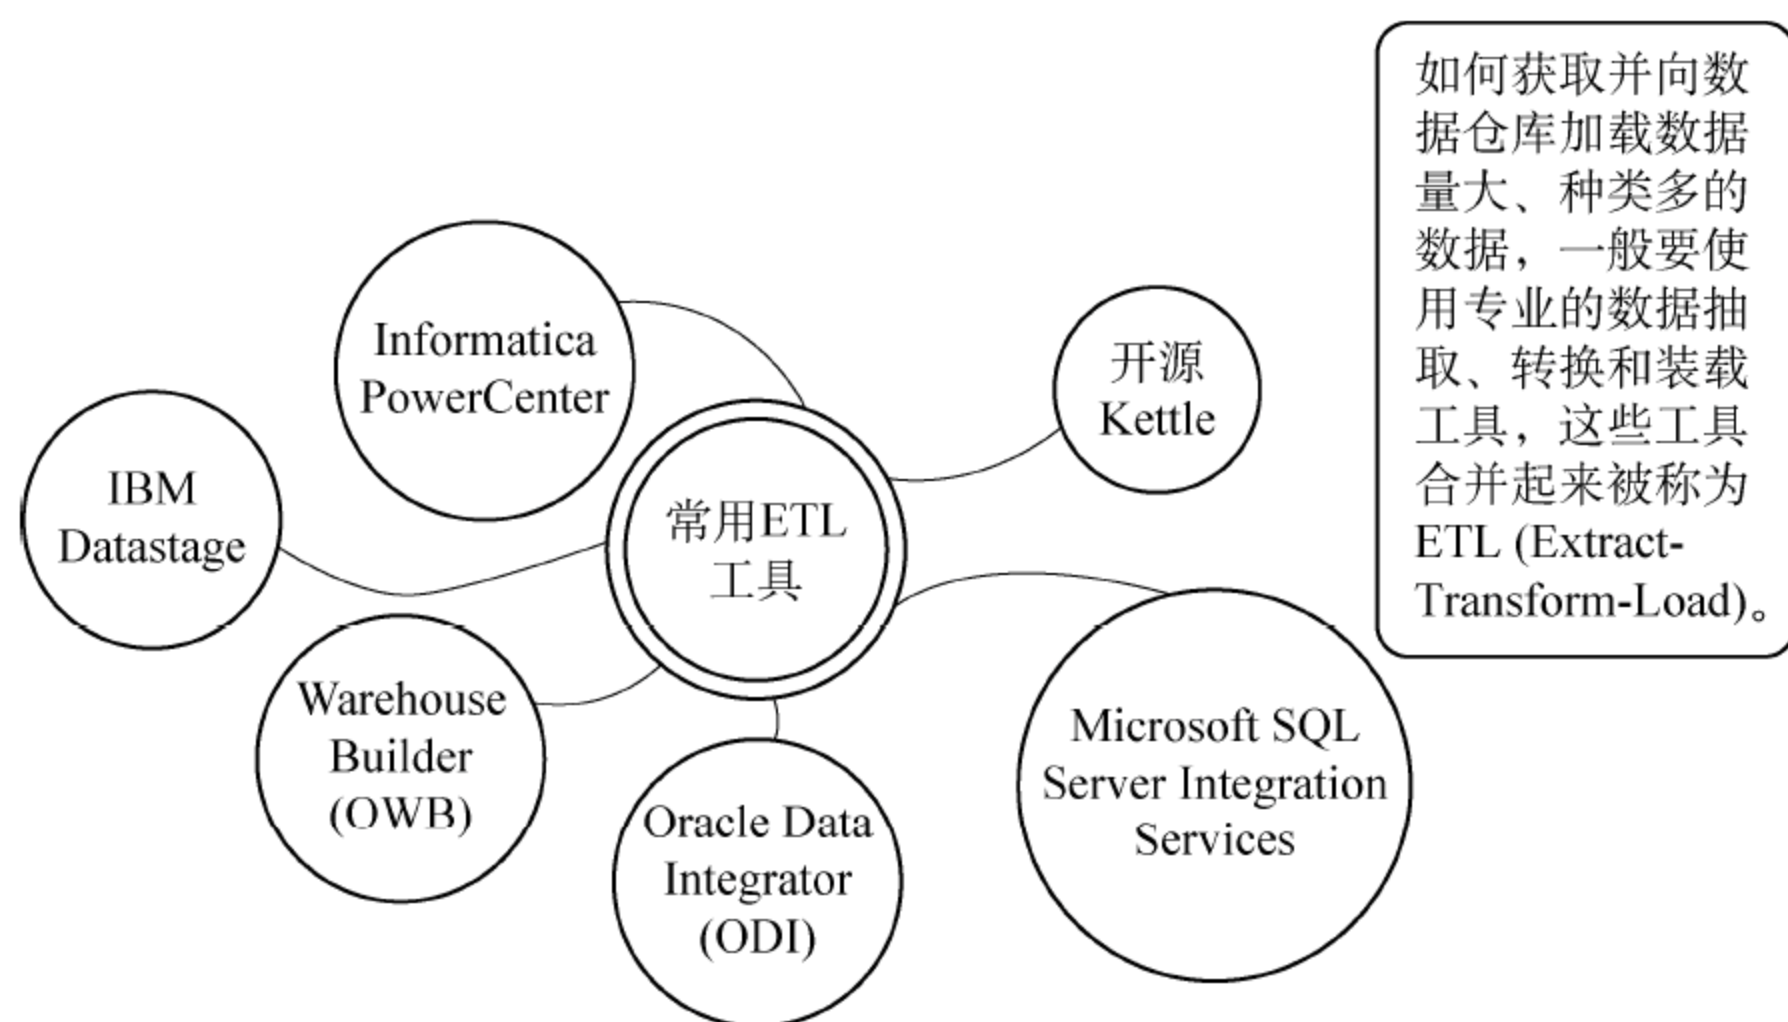 Informatica
PowerCenter
开源
Kettle
IBM
Datastage
常用ETL
工具
Warehouse
Builder
(OWB)
Oracle Data
Integrator
(ODI)
Microsoft SQL
Server Integration
Services
如何获取并向数
据仓库加载数据
量大、种类多的
数据，一般要使
用专业的数据抽
取、转换和装载
工具，这些工具
合并起来被称为
ETL (Extract-
Transform-Load)。